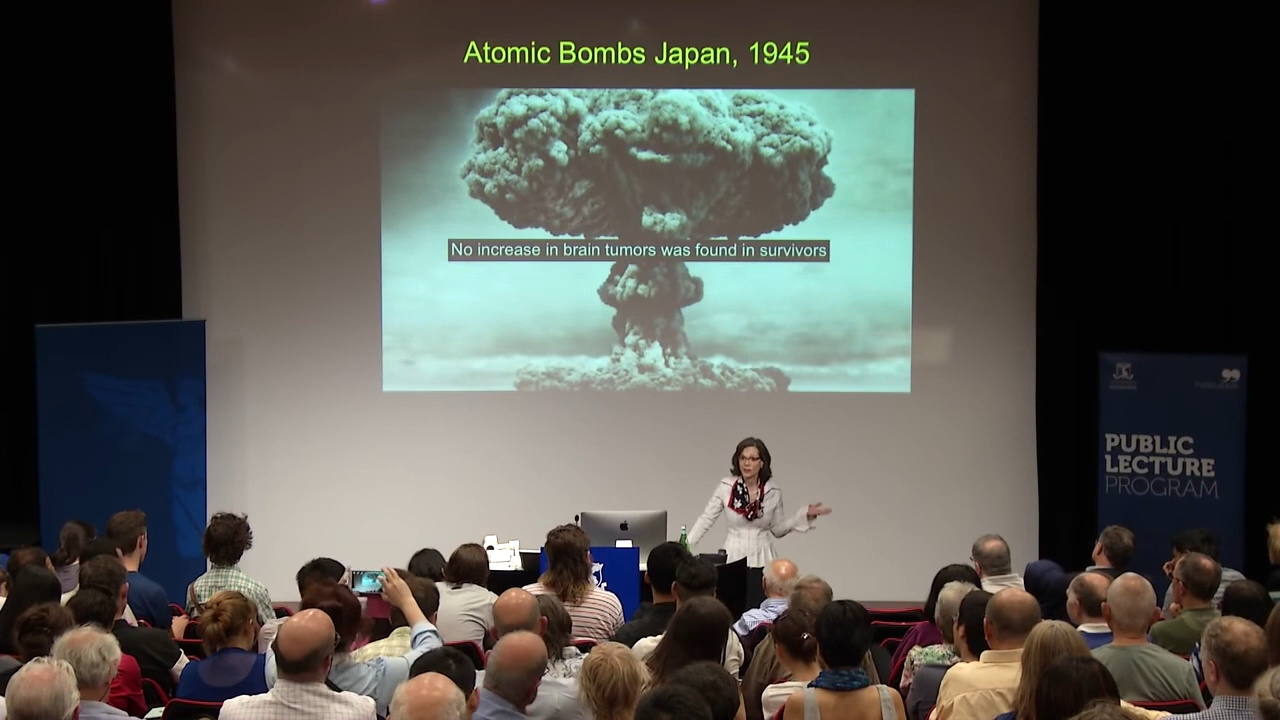 Atomic Bombs Japan, 1945
No increase in brain tumors was found in survivors
PUBLIC
LECTURE
PROGRAM